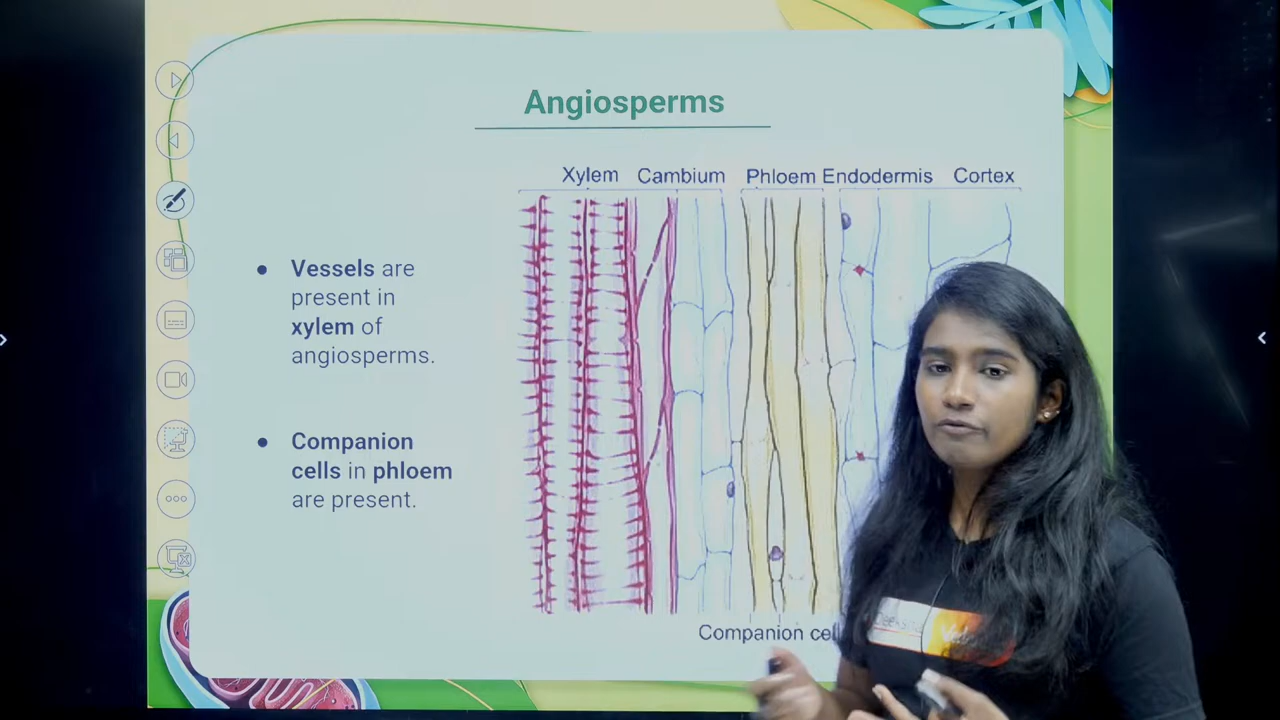 Angiosperms
Xylem Cambium Phloem Endodermis Cortex
● Vessels are
present in
xylem of
angiosperms.
● Companion
cells in phloem
are present.
Companion cel